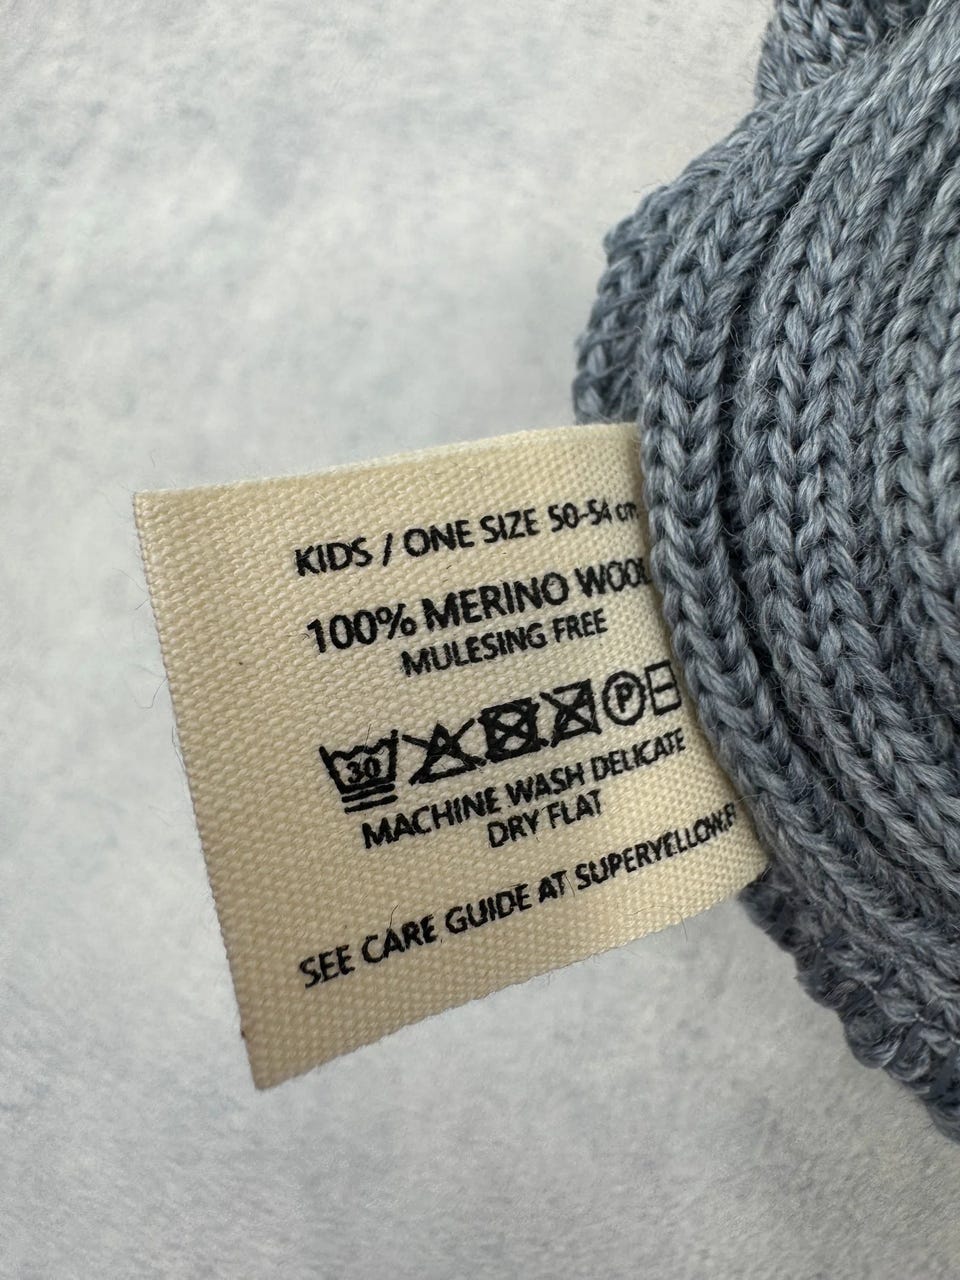 KIDS / ONE SIZE 50-54 cm
100% MERINO WOOL
MULESING FREE
30 P
MACHINE WASH DELICATE
DRY FLAT
SEE CARE GUIDE AT SUPERYELLOW.F